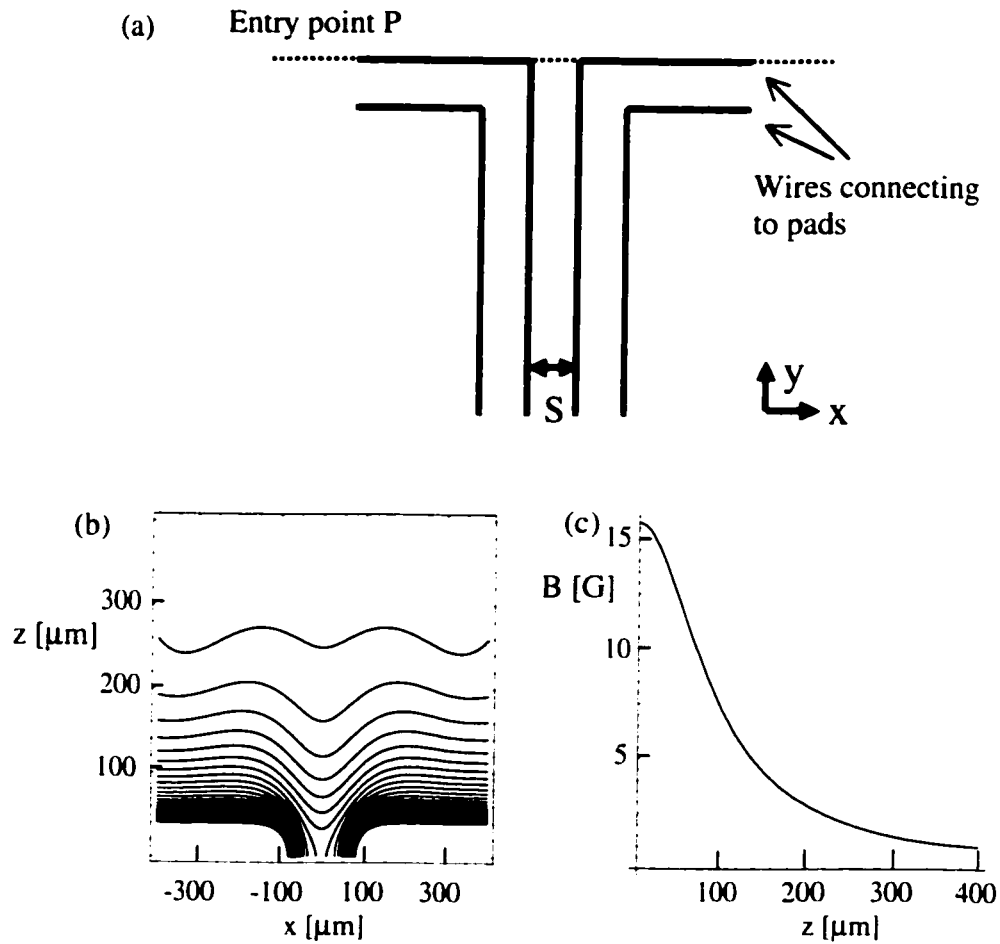 (a) Entry point P
Wires connecting
to pads
S
y
x
(b)
300
z [μm]
200
100
-300 -100 100 300
x [μm]
(c)
15
B [G]
10
5
100 200 300 400
z [μm]